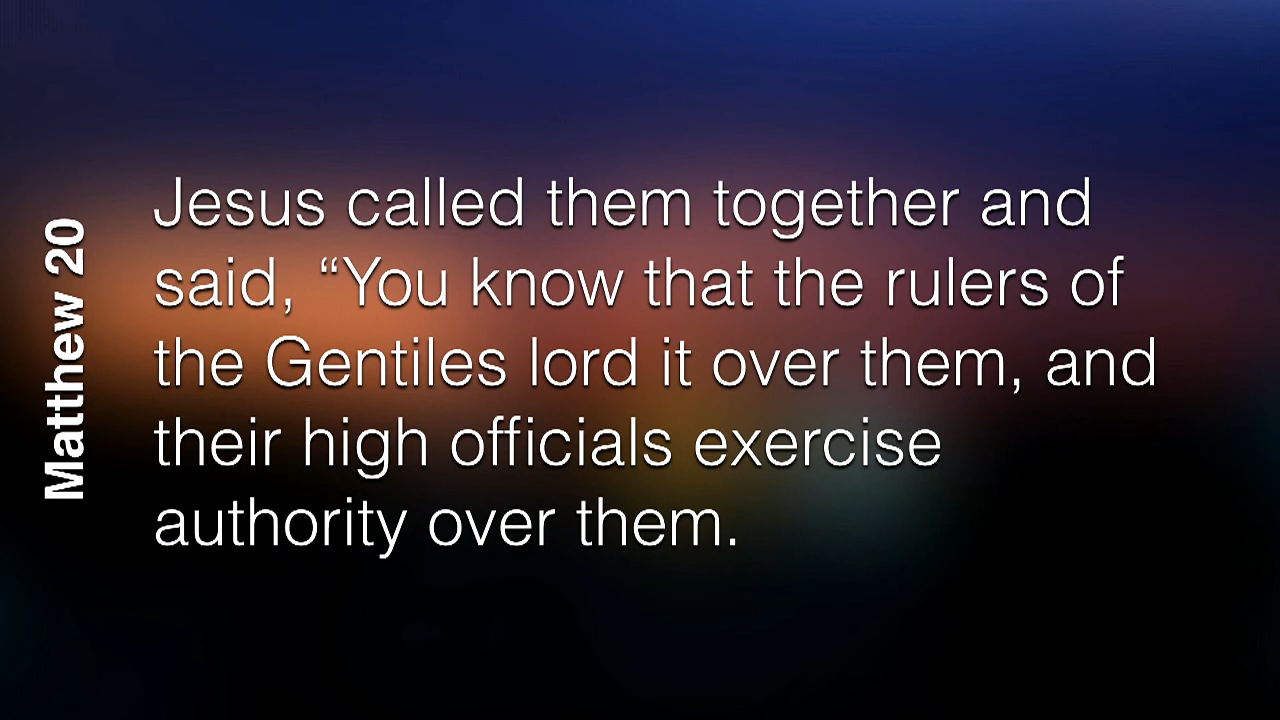 Matthew 20
Jesus called them together and
said, “You know that the rulers of
the Gentiles lord it over them, and
their high officials exercise
authority over them.